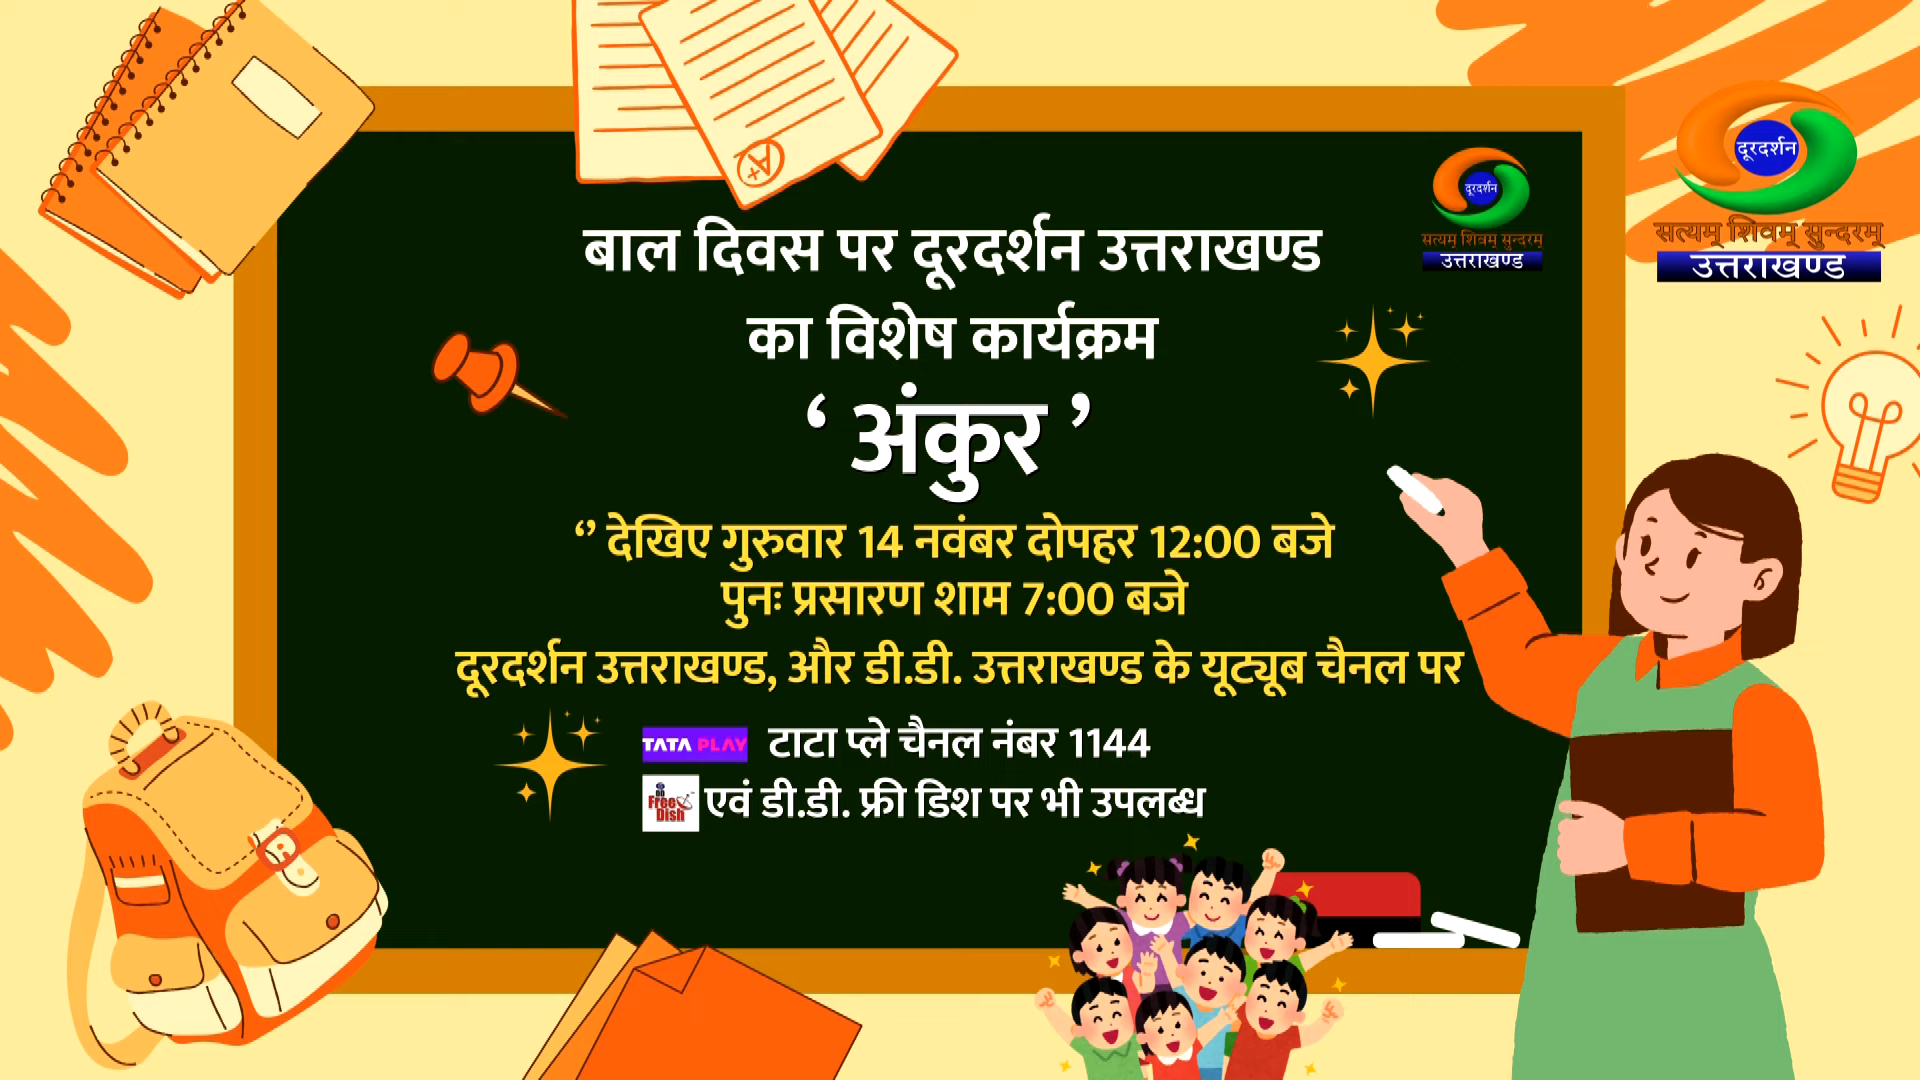 A+
दूरदर्शन
सत्यम् शिवम् सुन्दरम्
उत्तराखण्ड
दूरदर्शन
सत्यम् शिवम् सुन्दरम्
उत्तराखण्ड
बाल दिवस पर दूरदर्शन उत्तराखण्ड
का विशेष कार्यक्रम
‘ अंकुर ’
‘’ देखिए गुरुवार 14 नवंबर दोपहर 12:00 बजे
पुनः प्रसारण शाम 7:00 बजे
दूरदर्शन उत्तराखण्ड, और डी.डी. उत्तराखण्ड के यूट्यूब चैनल पर
TATA PLAY टाटा प्ले चैनल नंबर 1144
on
Free
Dish
एवं डी.डी. फ्री डिश पर भी उपलब्ध